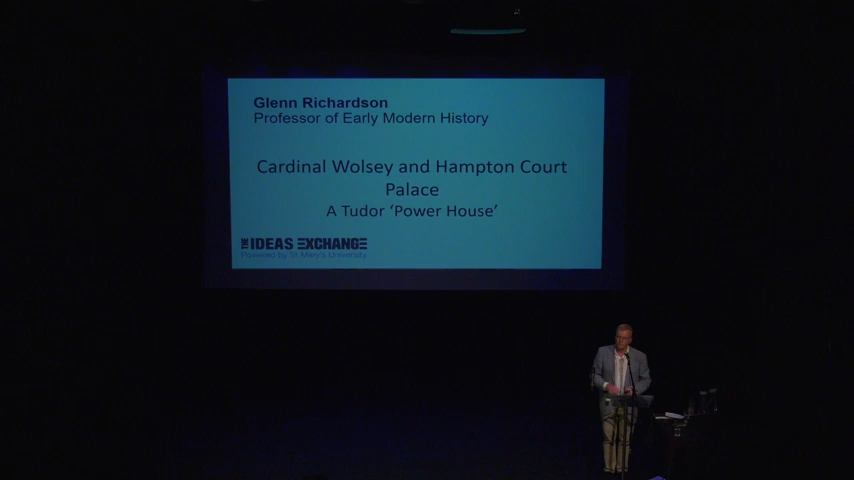 Glenn Richardson
Professor of Early Modern History
Cardinal Wolsey and Hampton Court
Palace
A Tudor ‘Power House’
THE IDEAS EXCHANGE
Powered by St Mary's University